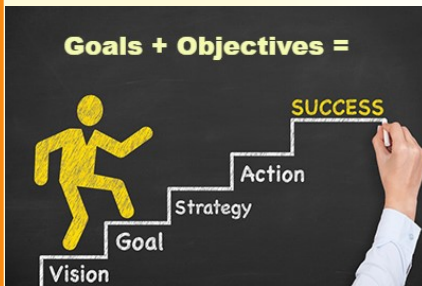 Goals + Objectives =
SUCCESS
Action
Strategy
Goal
Vision